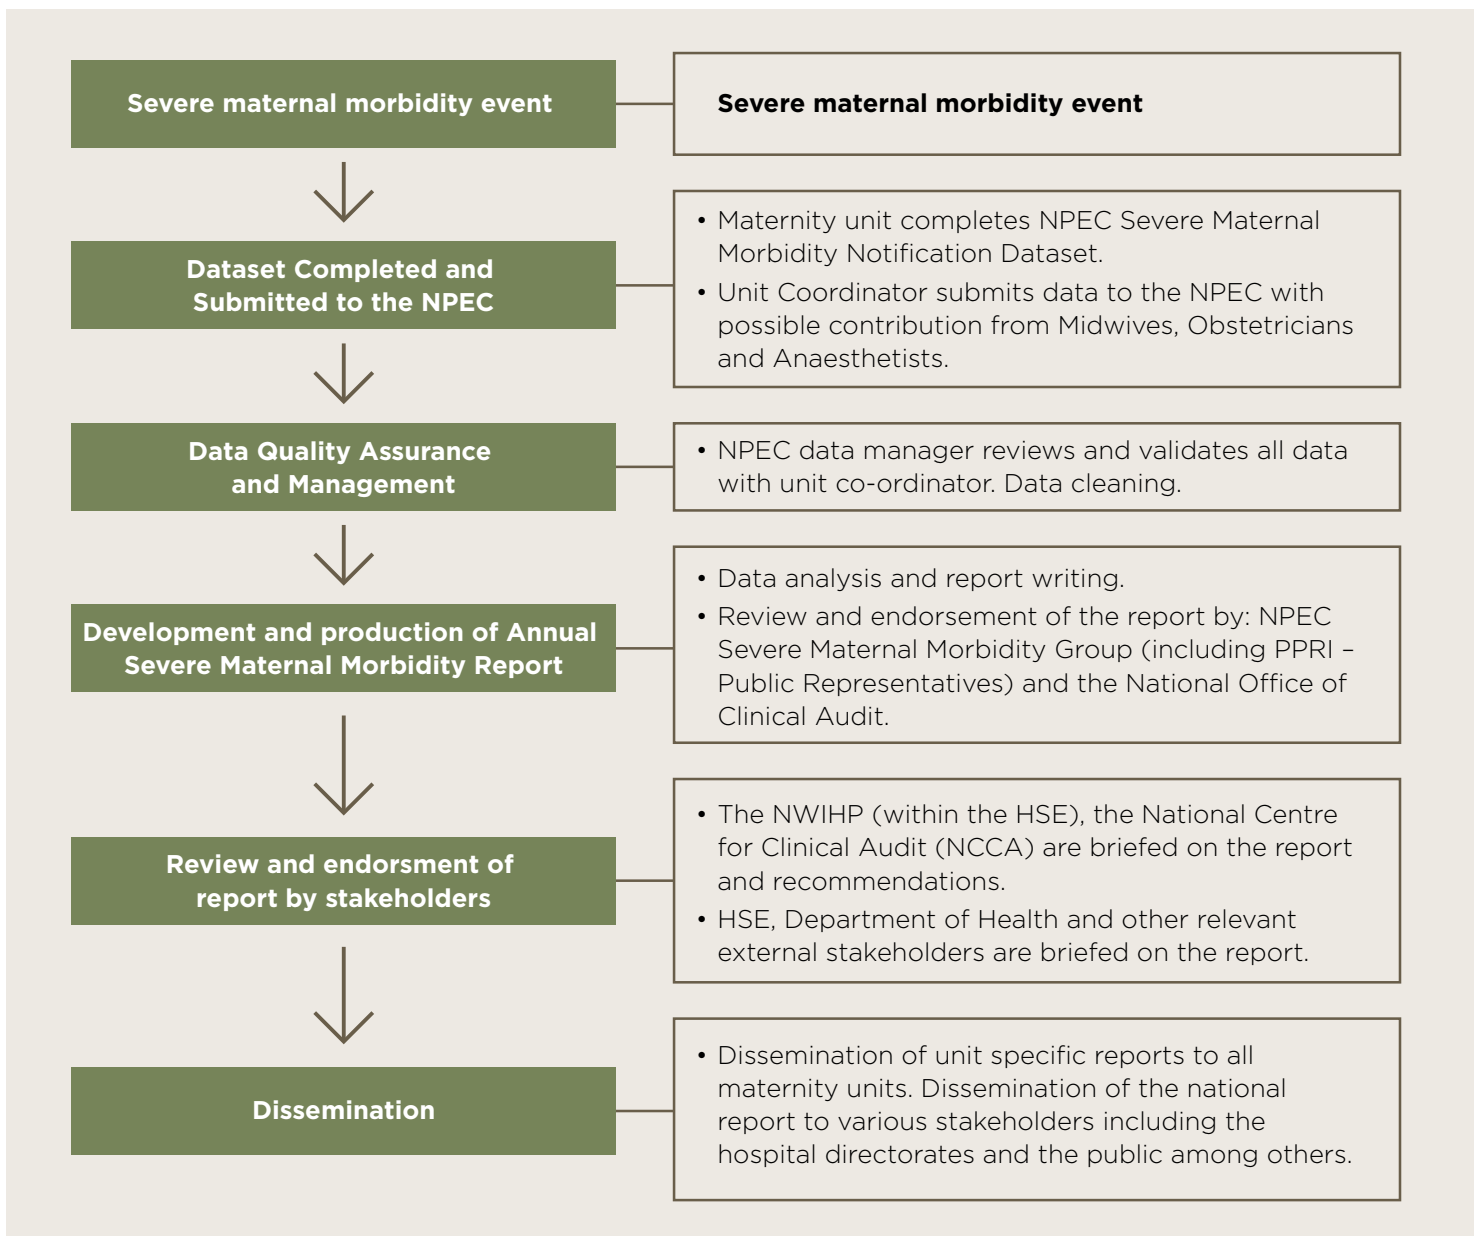 Severe maternal morbidity event
Severe maternal morbidity event
Dataset Completed and
Submitted to the NPEC
• Maternity unit completes NPEC Severe Maternal
Morbidity Notification Dataset.
• Unit Coordinator submits data to the NPEC with
possible contribution from Midwives, Obstetricians
and Anaesthetists.
Data Quality Assurance
and Management
• NPEC data manager reviews and validates all data
with unit co-ordinator. Data cleaning.
Development and production of Annual
Severe Maternal Morbidity Report
• Data analysis and report writing.
• Review and endorsement of the report by: NPEC
Severe Maternal Morbidity Group (including PPRI –
Public Representatives) and the National Office of
Clinical Audit.
Review and endorsment of
report by stakeholders
• The NWIHP (within the HSE), the National Centre
for Clinical Audit (NCCA) are briefed on the report
and recommendations.
• HSE, Department of Health and other relevant
external stakeholders are briefed on the report.
Dissemination
• Dissemination of unit specific reports to all
maternity units. Dissemination of the national
report to various stakeholders including the
hospital directorates and the public among others.